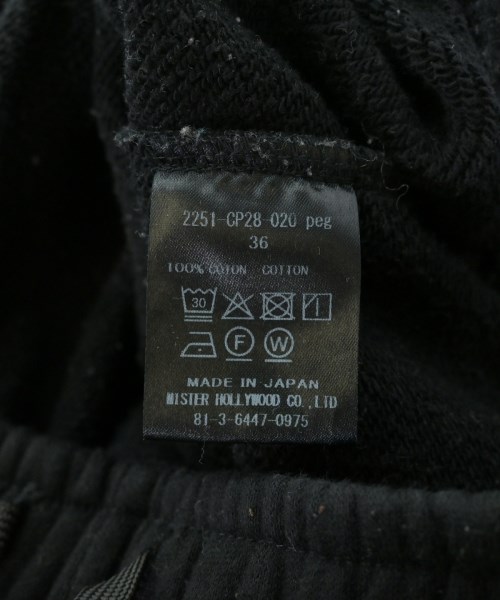 2251-CP28-020 peg
36
100% COTON COTTON
30
F W
MADE IN JAPAN
MISTER HOLLYWOOD CO.,LTD
81-3-6447-0975